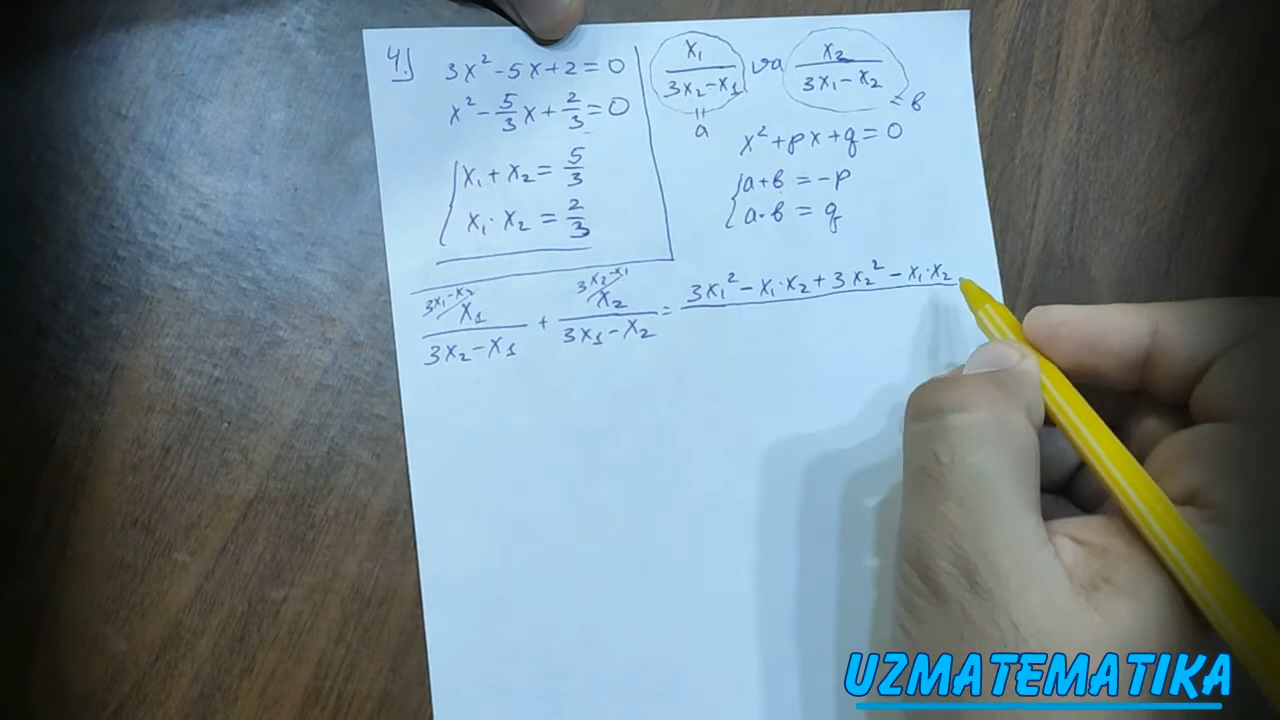 4.) 3x² - 5x + 2 = 0
x² - 5/3 x + 2/3 = 0
{ x₁ + x₂ = 5/3
x₁ · x₂ = 2/3
x₁/(3x₂ - x₁) va x₂/(3x₁ - x₂)
= a
= b
x² + px + q = 0
{ a + b = -p
a · b = q
3x₁ - x₂/ x₁/(3x₂ - x₁) + 3x₂ - x₁/ x₂/(3x₁ - x₂) = 3x₁² - x₁·x₂ + 3x₂² - x₁·x₂
UZMATEMATIKA